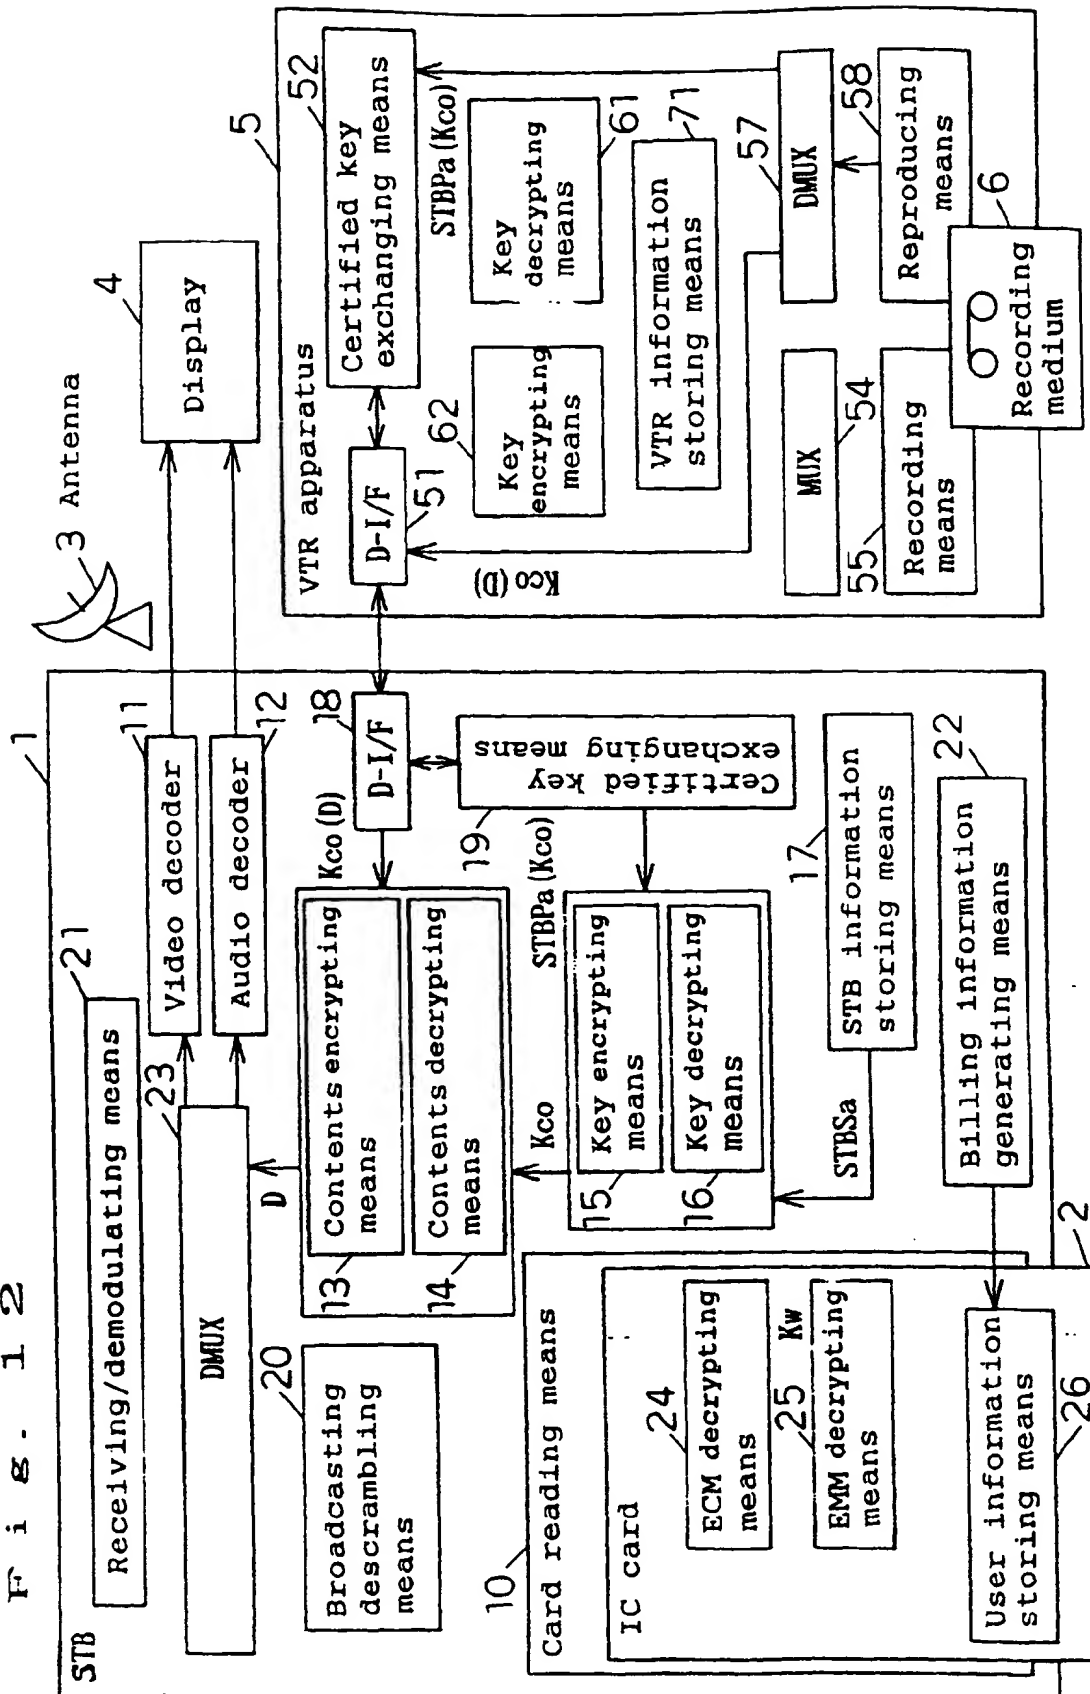 Fig. 12
1
STB
21
Receiving/demodulating means
3 Antenna
4
Display
23
DMUX
11
Video decoder
12
Audio decoder
20
Broadcasting
descrambling
means
D
13
Contents encrypting
means
14
Contents decrypting
means
Kco(D)
18
D-I/F
19
Certified key
exchanging means
STBPa(Kco)
Kco
15
Key encrypting
means
16
Key decrypting
means
STBSa
17
STB information
storing means
22
Billing information
generating means
10
Card reading means
2
IC card
24
ECM decrypting
means
25
Kw
EMM decrypting
means
26
User information
storing means
5
VTR apparatus
52
Certified key
exchanging means
51
D-I/F
Kco(D)
STBPa(Kco)
62
Key
encrypting
means
61
Key
decrypting
means
71
VTR information
storing means
54
MUX
57
DMUX
55
Recording
means
58
Reproducing
means
6
Recording
medium